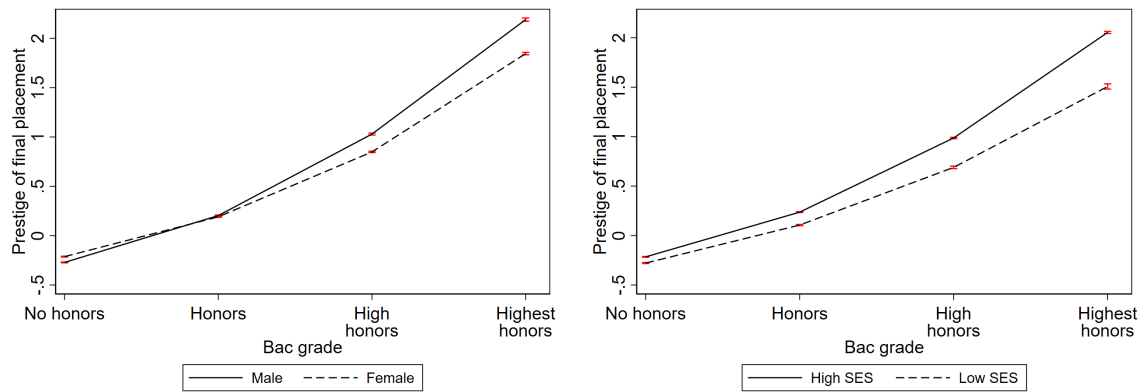 Prestige of final placement
2
1.5
1
.5
0
-.5
No honors
Honors
High
honors
Highest
honors
Bac grade
Male
Female
Prestige of final placement
2
1.5
1
.5
0
-.5
No honors
Honors
High
honors
Highest
honors
Bac grade
High SES
Low SES